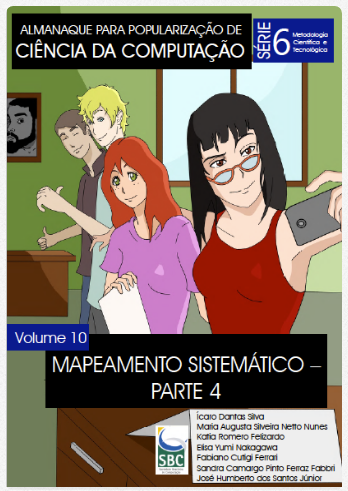 ALMANAQUE PARA POPULARIZAÇÃO DE
CIÊNCIA DA COMPUTAÇÃO
SÉRIE
6
Metodologia
Científica e
Tecnológica
Volume 10
MAPEAMENTO SISTEMÁTICO –
PARTE 4
SBC
Ícaro Dantas Silva
Maria Augusta Silveira Netto Nunes
Katia Romero Felizardo
Elisa Yumi Nakagawa
Fabiano Cutigi Ferrari
Sandra Camargo Pinto Ferraz Fabbri
José Humberto dos Santos Júnior